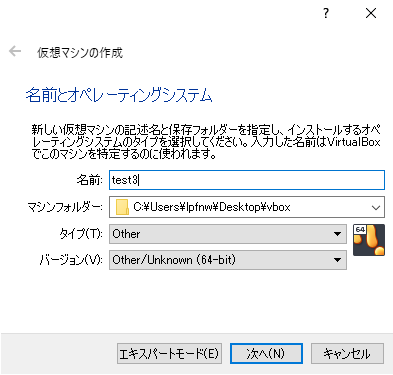 ?
仮想マシンの作成
名前とオペレーティングシステム
新しい仮想マシンの記述名と保存フォルダーを指定し、インストールするオペ
レーティングシステムのタイプを選択してください。入力した名前はVirtualBox
でこのマシンを特定するのに使われます。
名前: test3
マシンフォルダー: C:¥Users¥lpfnw¥Desktop¥vbox
タイプ(T): Other
64
バージョン(V): Other/Unknown (64-bit)
エキスパートモード(E) 次へ(N) キャンセル